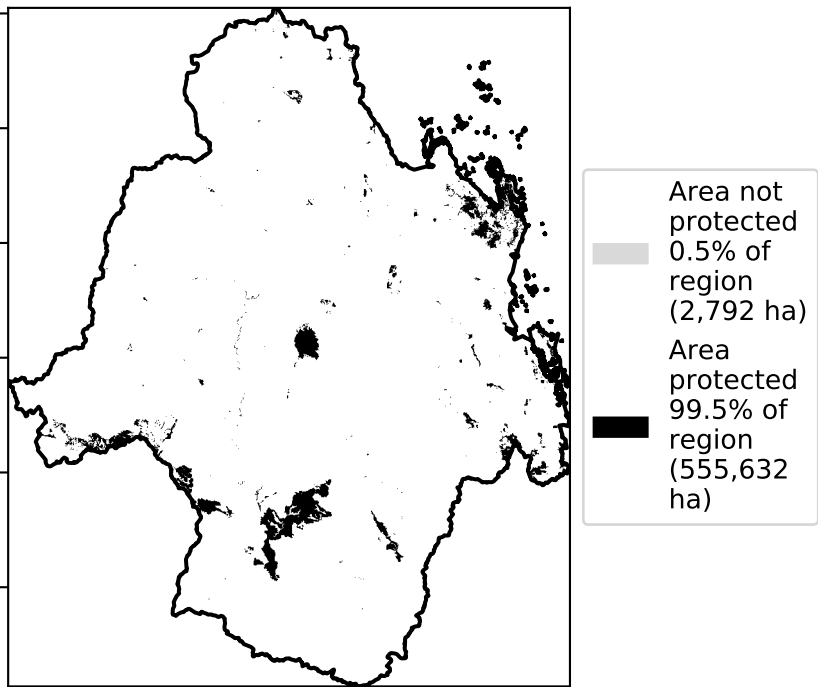 Area not
protected
0.5% of
region
(2,792 ha)
Area
protected
99.5% of
region
(555,632
ha)